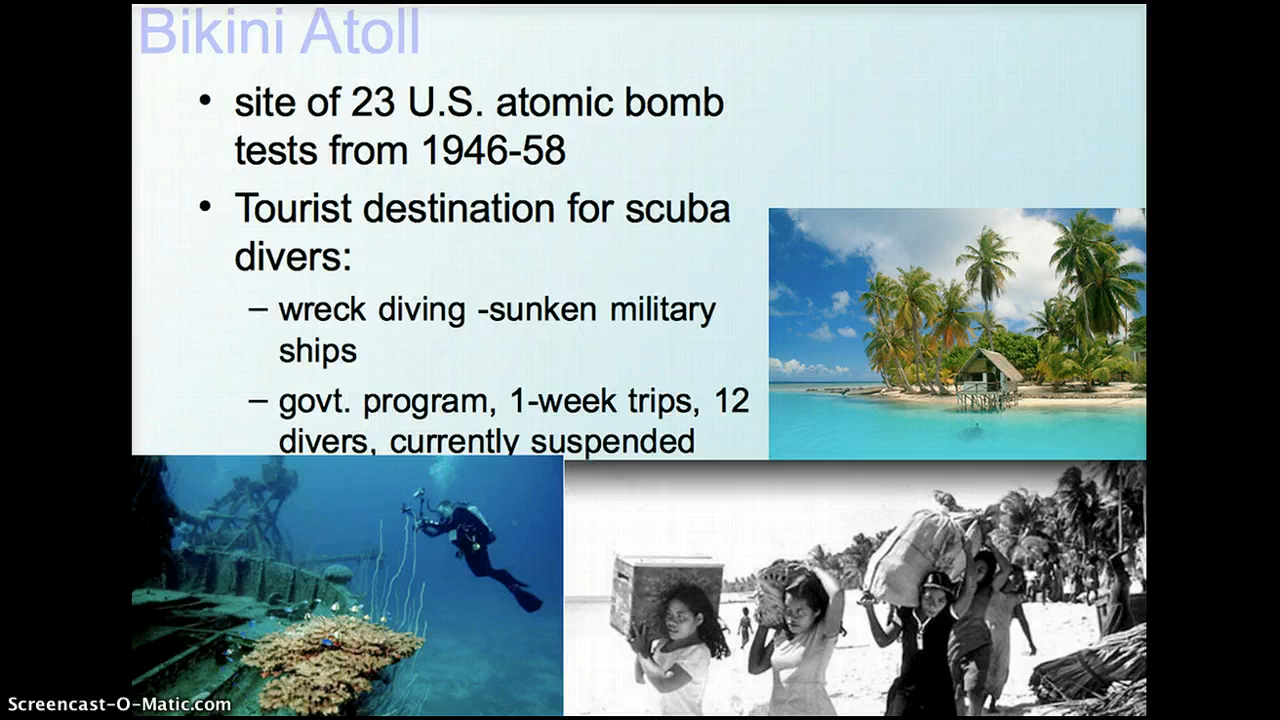 Bikini Atoll
• site of 23 U.S. atomic bomb
tests from 1946-58
• Tourist destination for scuba
divers:
– wreck diving -sunken military
ships
– govt. program, 1-week trips, 12
divers, currently suspended
Screencast-O-Matic.com